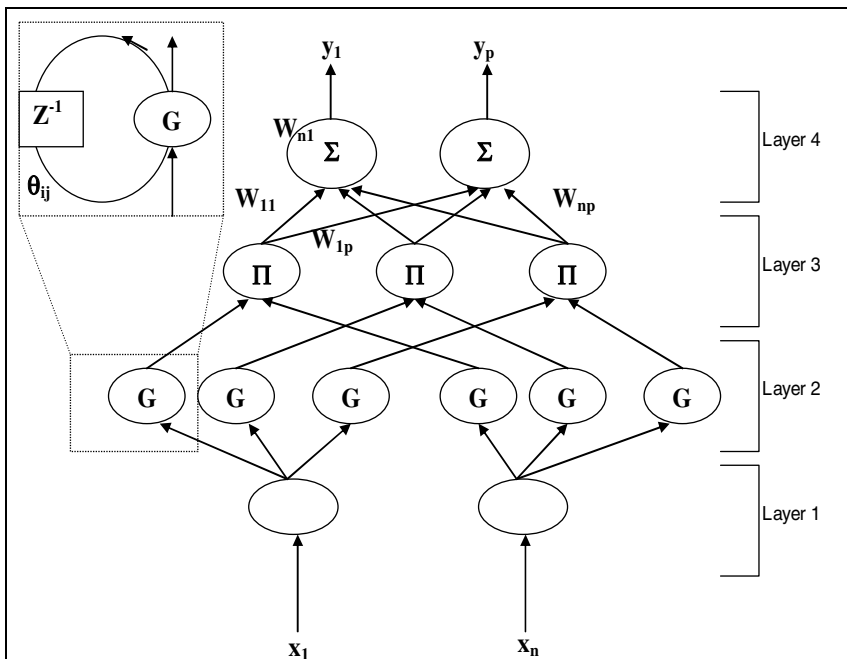 y₁ yₚ
Z⁻¹ G
Wₙ₁
Σ Σ
Layer 4
θᵢⱼ
W₁₁ Wₙₚ
W₁ₚ
Π Π Π
Layer 3
G G G G G G
Layer 2
Layer 1
x₁ xₙ